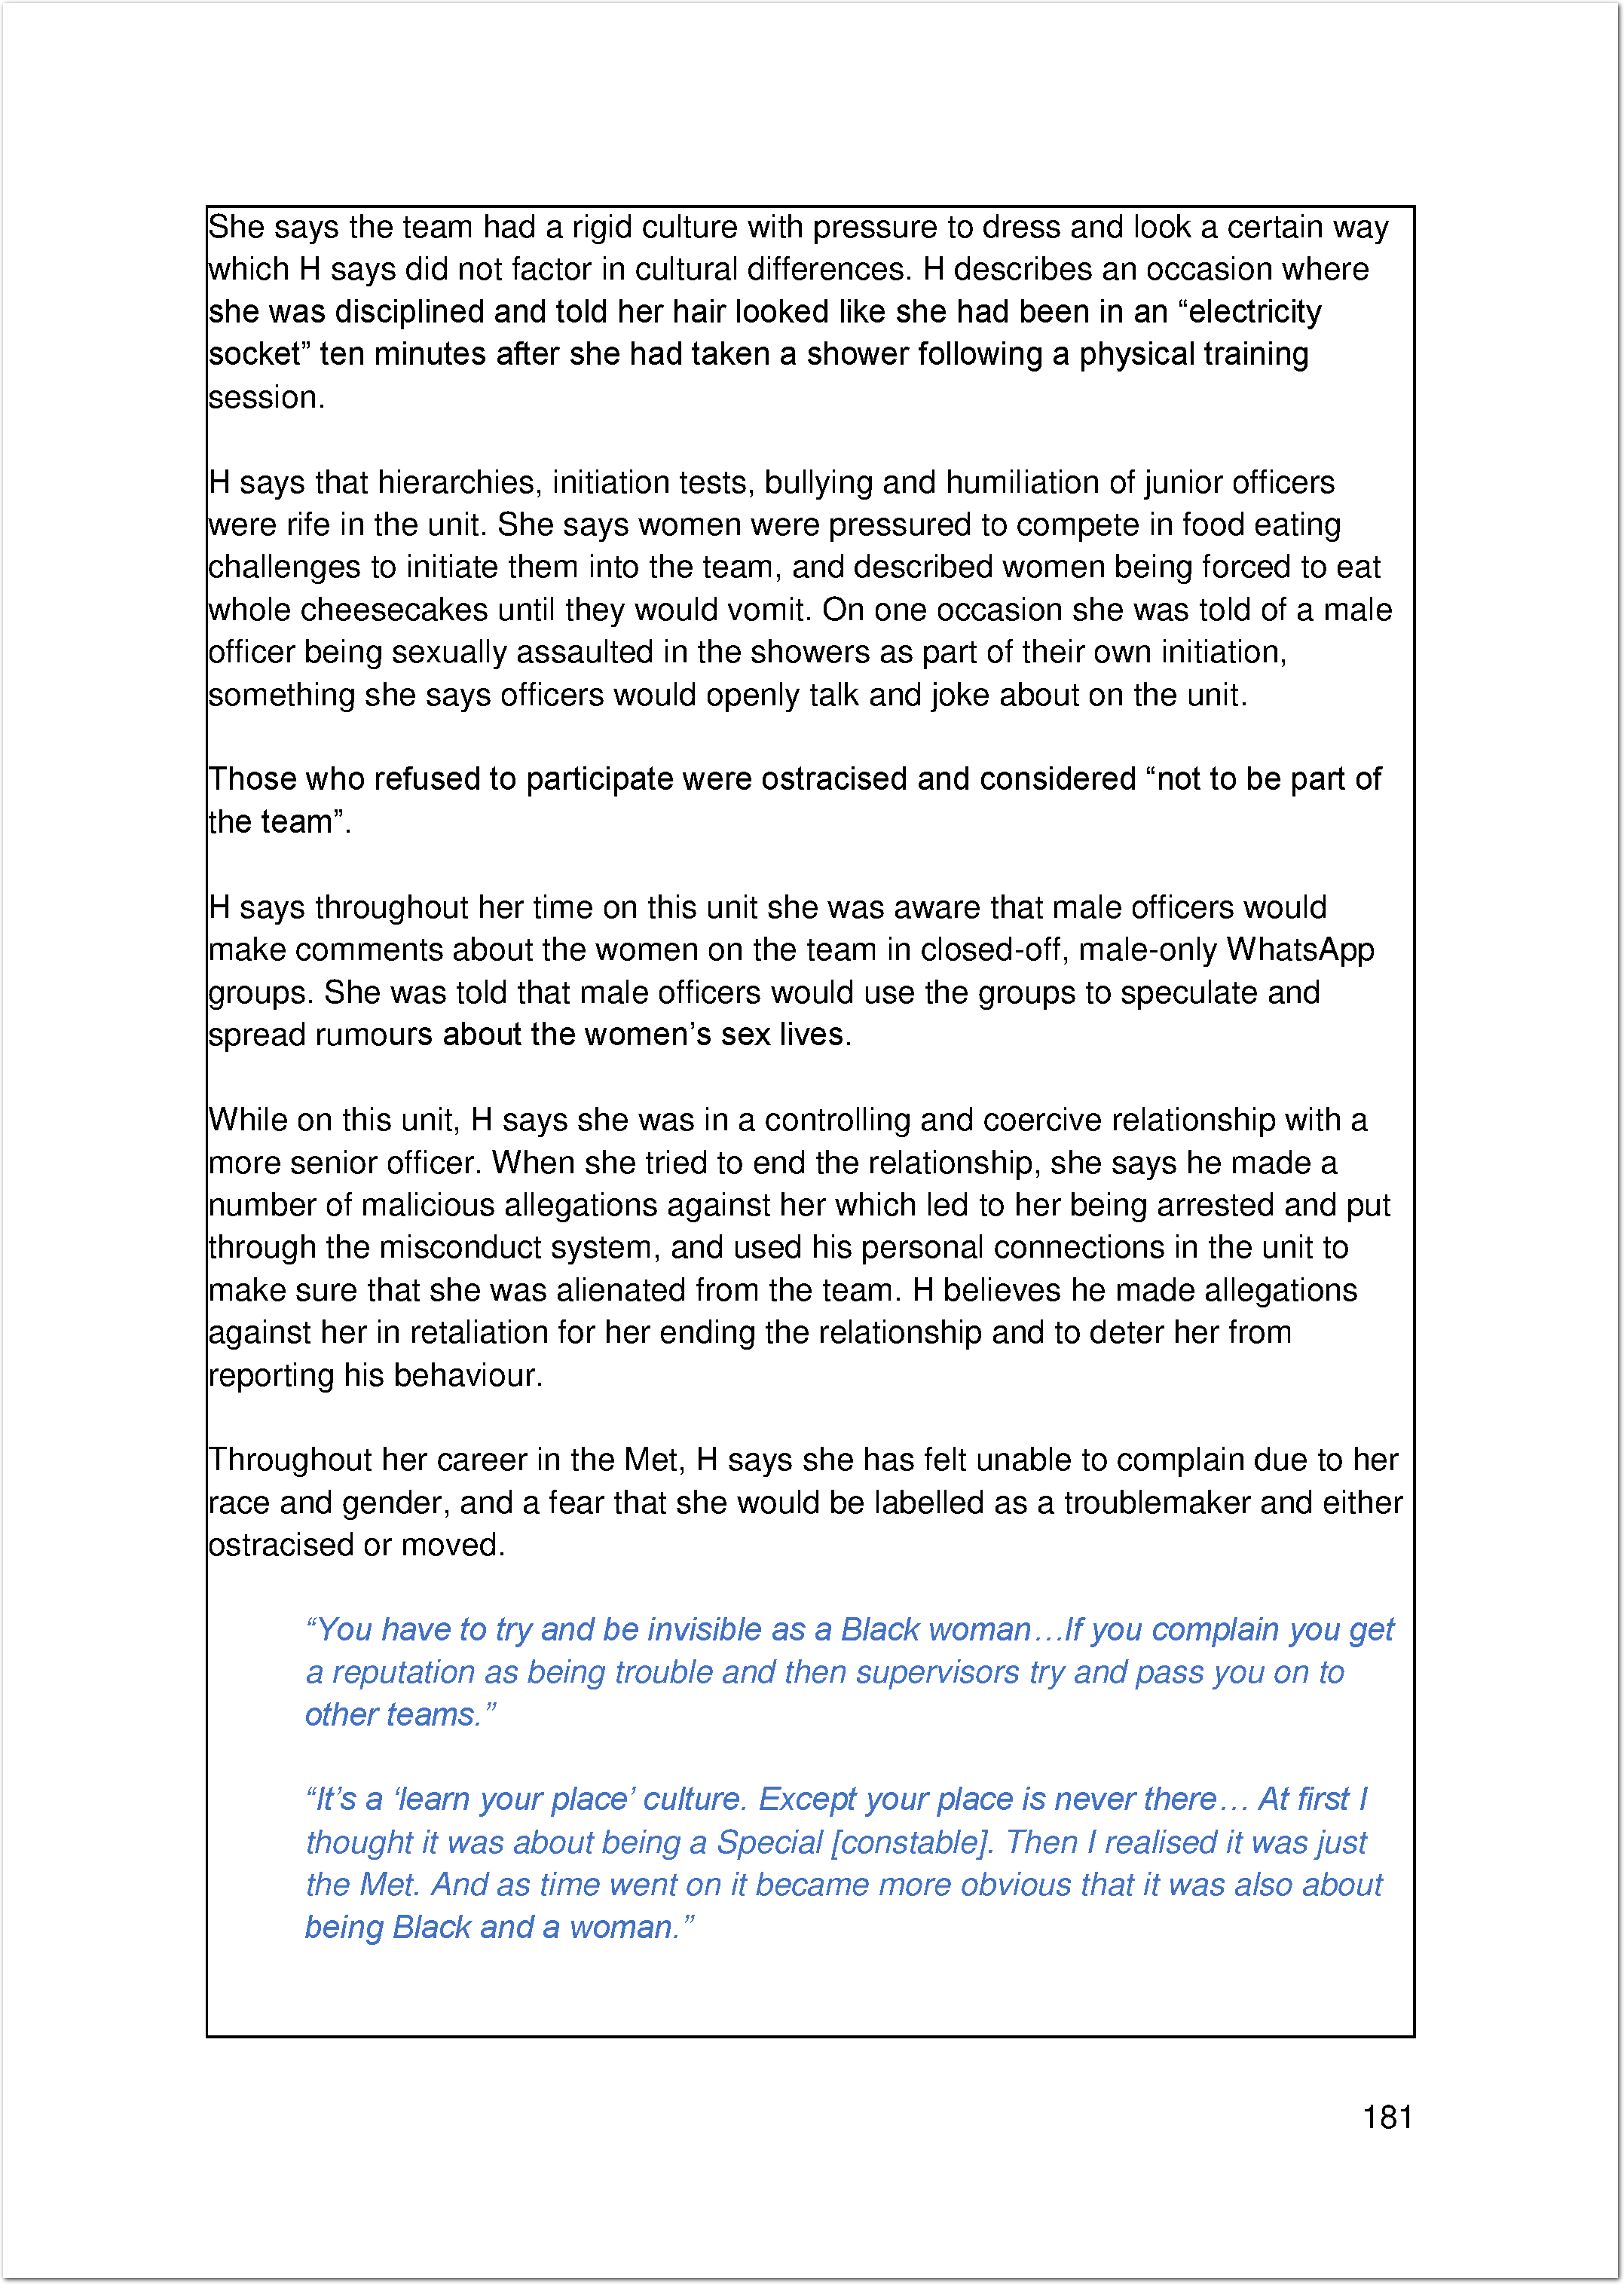 She says the team had a rigid culture with pressure to dress and look a certain way
which H says did not factor in cultural differences. H describes an occasion where
she was disciplined and told her hair looked like she had been in an “electricity
socket” ten minutes after she had taken a shower following a physical training
session.
H says that hierarchies, initiation tests, bullying and humiliation of junior officers
were rife in the unit. She says women were pressured to compete in food eating
challenges to initiate them into the team, and described women being forced to eat
whole cheesecakes until they would vomit. On one occasion she was told of a male
officer being sexually assaulted in the showers as part of their own initiation,
something she says officers would openly talk and joke about on the unit.
Those who refused to participate were ostracised and considered “not to be part of
the team”.
H says throughout her time on this unit she was aware that male officers would
make comments about the women on the team in closed-off, male-only WhatsApp
groups. She was told that male officers would use the groups to speculate and
spread rumours about the women’s sex lives.
While on this unit, H says she was in a controlling and coercive relationship with a
more senior officer. When she tried to end the relationship, she says he made a
number of malicious allegations against her which led to her being arrested and put
through the misconduct system, and used his personal connections in the unit to
make sure that she was alienated from the team. H believes he made allegations
against her in retaliation for her ending the relationship and to deter her from
reporting his behaviour.
Throughout her career in the Met, H says she has felt unable to complain due to her
race and gender, and a fear that she would be labelled as a troublemaker and either
ostracised or moved.
“You have to try and be invisible as a Black woman…If you complain you get
a reputation as being trouble and then supervisors try and pass you on to
other teams.”
“It’s a ‘learn your place’ culture. Except your place is never there… At first I
thought it was about being a Special [constable]. Then I realised it was just
the Met. And as time went on it became more obvious that it was also about
being Black and a woman.”
181